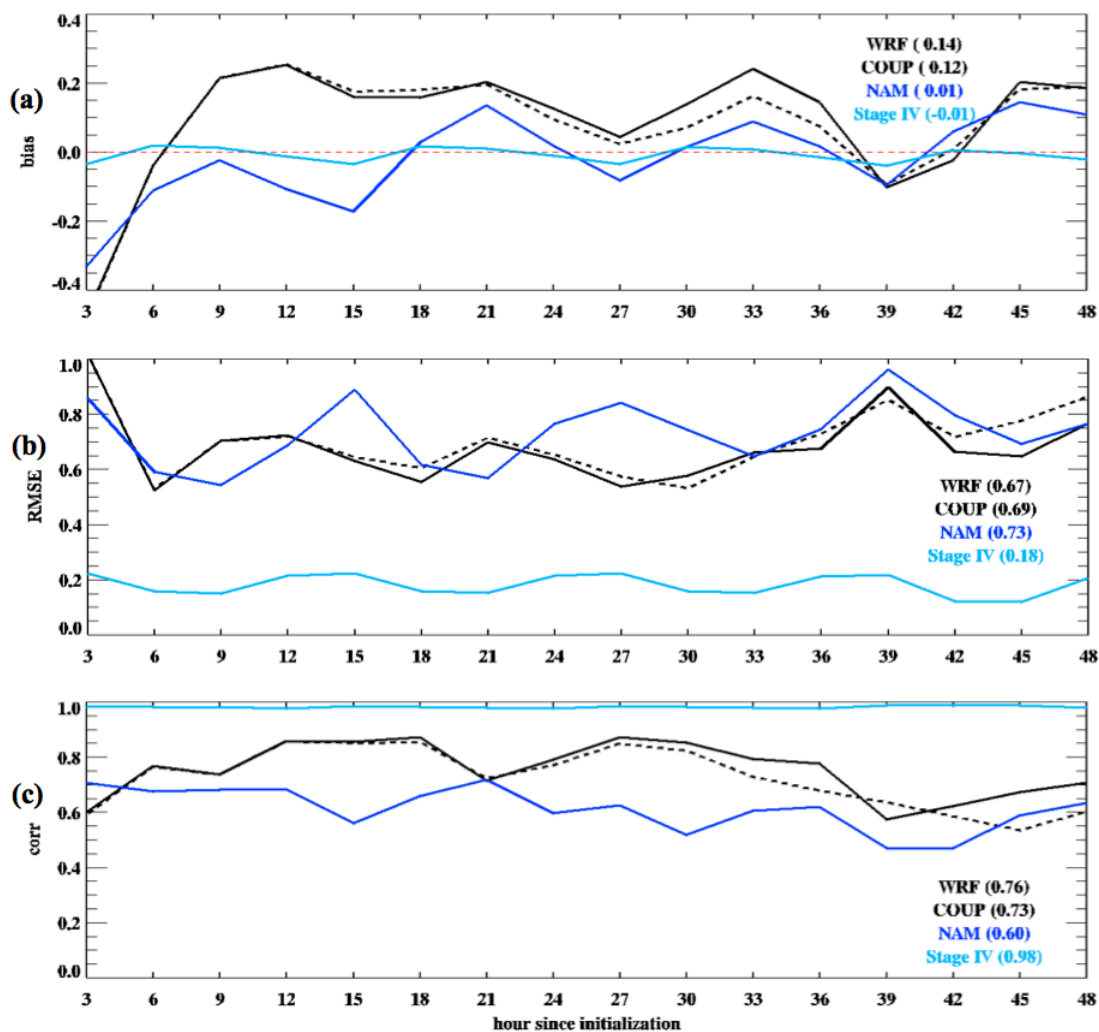 (a)
bias
0.4
0.2
0.0
-0.2
-0.4
WRF ( 0.14)
COUP ( 0.12)
NAM ( 0.01)
Stage IV (-0.01)
3 6 9 12 15 18 21 24 27 30 33 36 39 42 45 48
(b)
RMSE
1.0
0.8
0.6
0.4
0.2
0.0
WRF (0.67)
COUP (0.69)
NAM (0.73)
Stage IV (0.18)
3 6 9 12 15 18 21 24 27 30 33 36 39 42 45 48
(c)
corr
1.0
0.8
0.6
0.4
0.2
0.0
WRF (0.76)
COUP (0.73)
NAM (0.60)
Stage IV (0.98)
3 6 9 12 15 18 21 24 27 30 33 36 39 42 45 48
hour since initialization